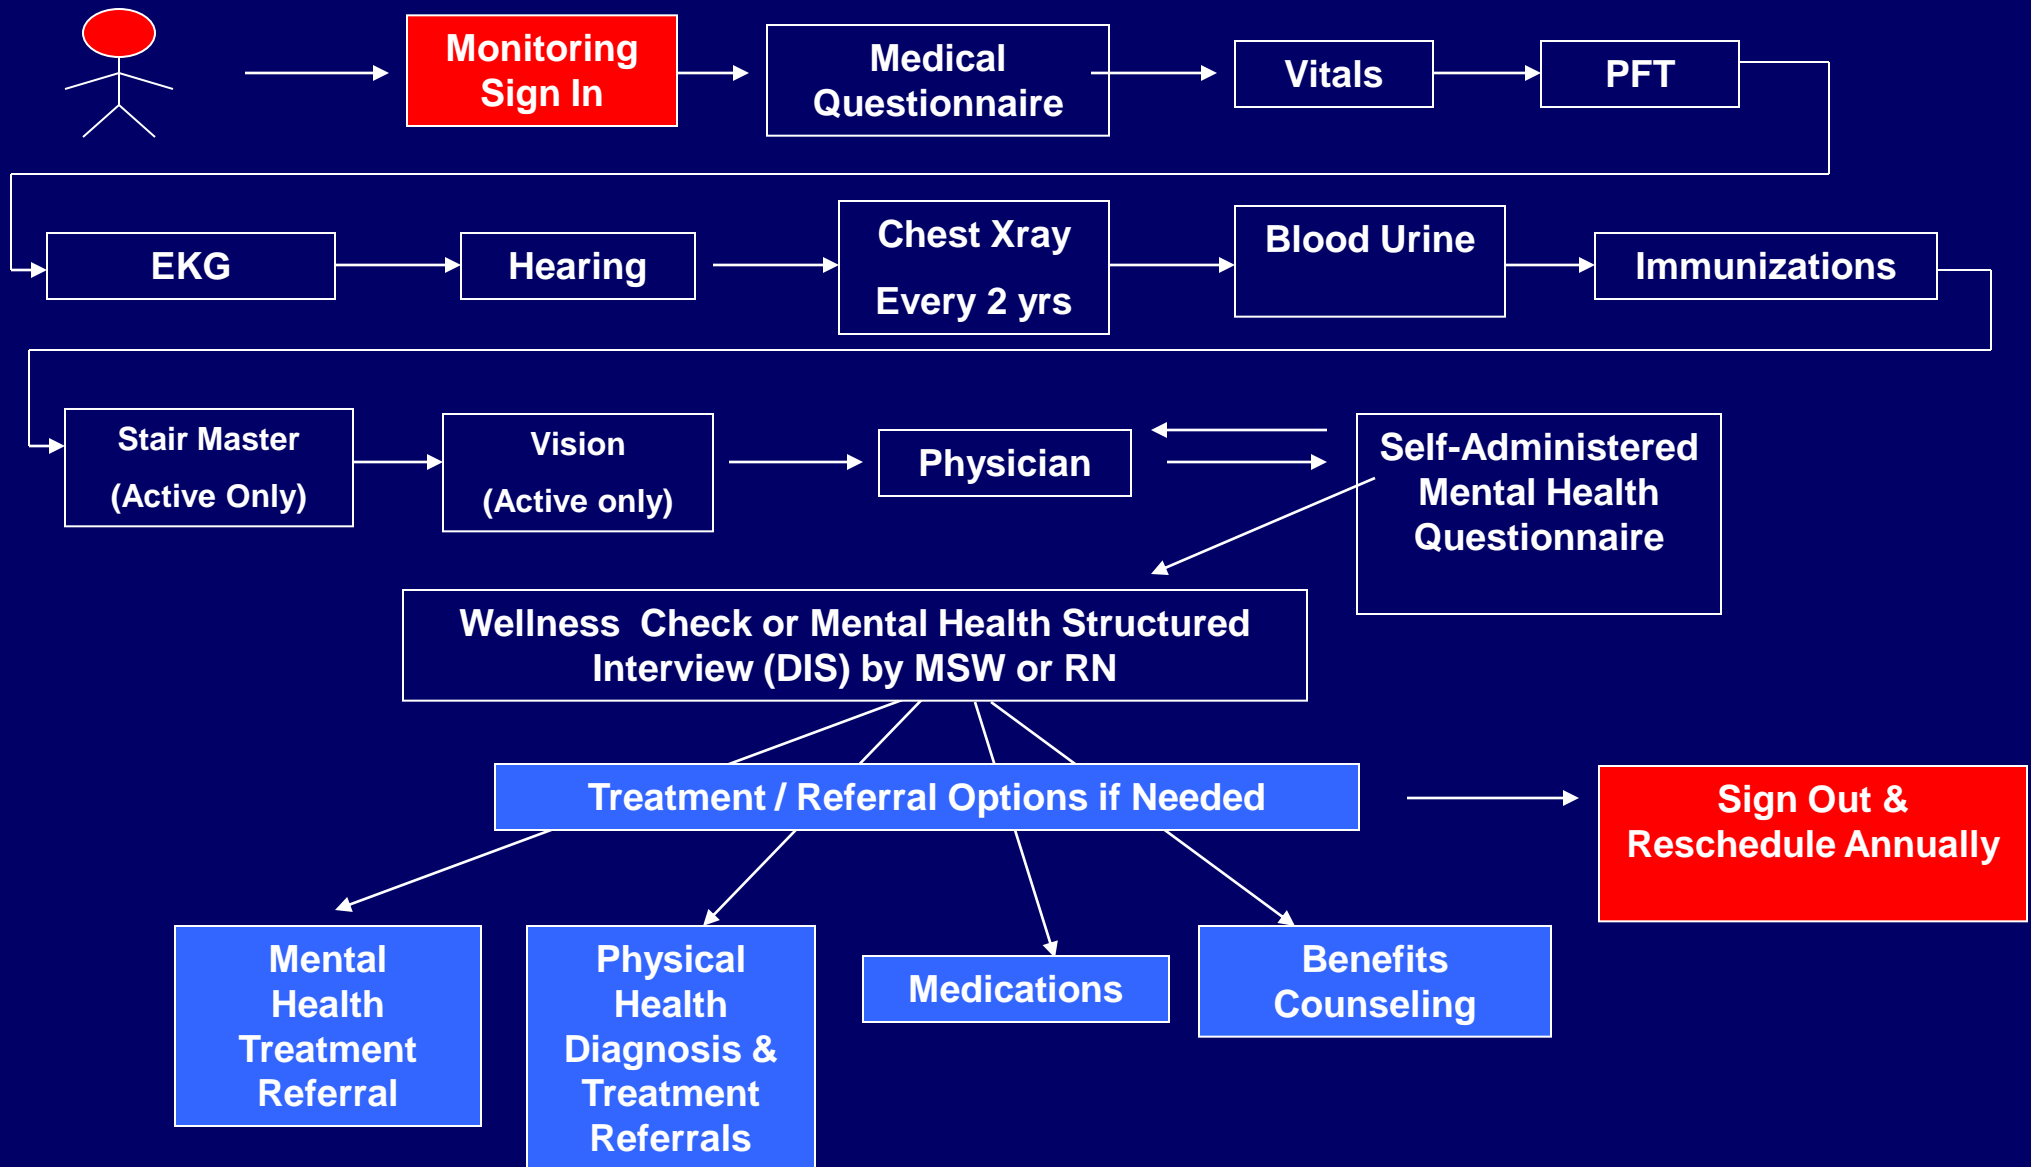 Monitoring
Sign In
Medical
Questionnaire
Vitals
PFT
EKG
Hearing
Chest Xray
Every 2 yrs
Blood Urine
Immunizations
Stair Master
(Active Only)
Vision
(Active only)
Physician
Self-Administered
Mental Health
Questionnaire
Wellness  Check or Mental Health Structured
Interview (DIS) by MSW or RN
Treatment / Referral Options if Needed
Sign Out &
Reschedule Annually
Mental
Health
Treatment
Referral
Physical
Health
Diagnosis &
Treatment
Referrals
Medications
Benefits
Counseling